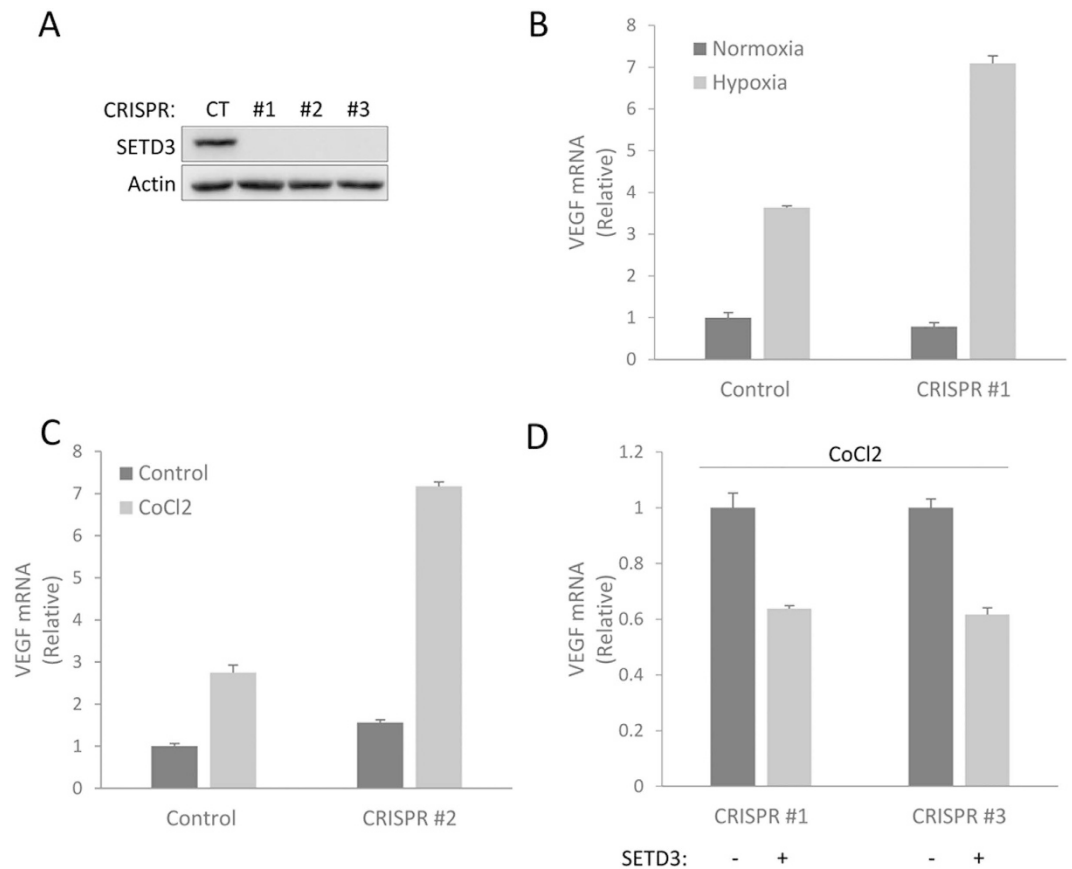 A
CRISPR: CT #1 #2 #3
SETD3
Actin
B
Normoxia
Hypoxia
VEGF mRNA
(Relative)
8
7
6
5
4
3
2
1
0
Control CRISPR #1
C
Control
CoCl2
VEGF mRNA
(Relative)
8
7
6
5
4
3
2
1
0
Control CRISPR #2
D
CoCl2
VEGF mRNA
(Relative)
1.2
1
0.8
0.6
0.4
0.2
0
CRISPR #1 CRISPR #3
SETD3: - + - +